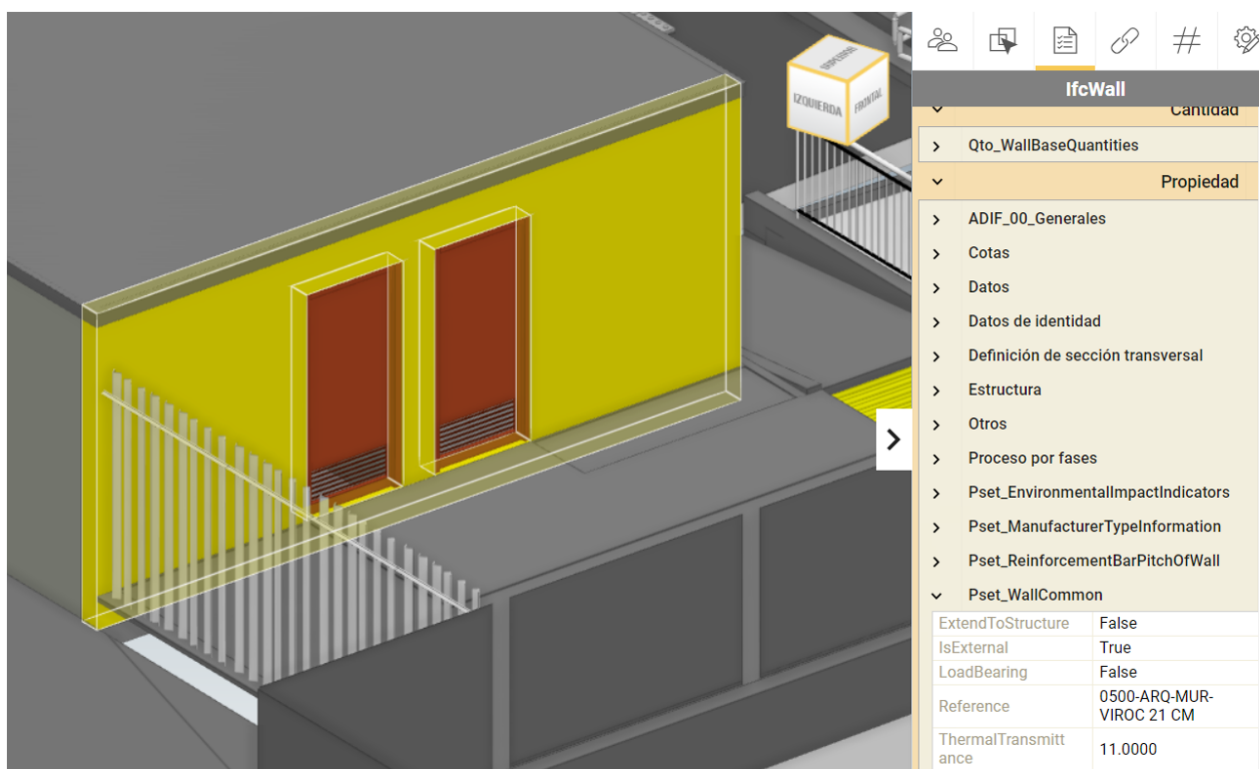 SUPERIOR
IZQUIERDA
FRONTAL
IfcWall
Cantidad
Qto_WallBaseQuantities
Propiedad
ADIF_00_Generales
Cotas
Datos
Datos de identidad
Definición de sección transversal
Estructura
Otros
Proceso por fases
Pset_EnvironmentalImpactIndicators
Pset_ManufacturerTypeInformation
Pset_ReinforcementBarPitchOfWall
Pset_WallCommon
ExtendToStructure False
IsExternal True
LoadBearing False
Reference 0500-ARQ-MUR-
VIROC 21 CM
ThermalTransmitt
ance 11.0000